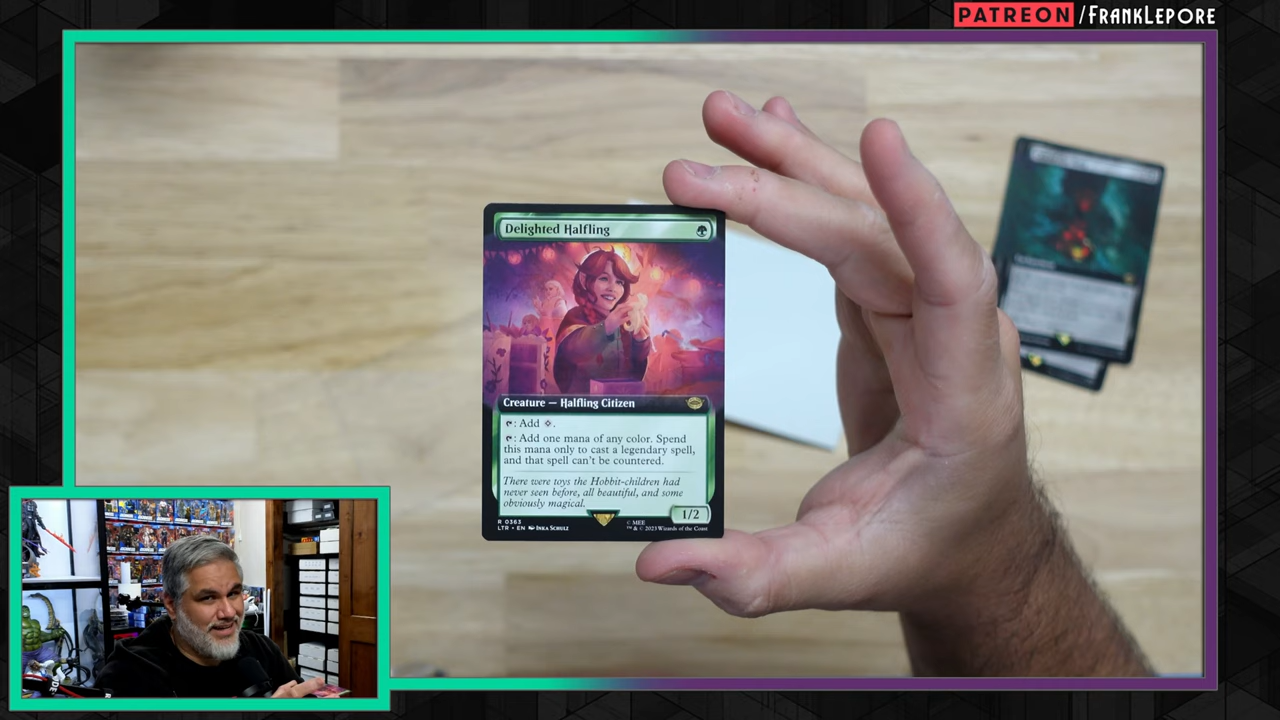 PATREON /FRANKLEPORE
Delighted Halfling
Creature — Halfling Citizen
: Add .
: Add one mana of any color. Spend
this mana only to cast a legendary spell,
and that spell can't be countered.
There were toys the Hobbit-children had
never seen before, all beautiful, and some
obviously magical.
1/2
R 0363
LTR • EN INKA SCHULZ
© MEE
™ & © 2023 Wizards of the Coast